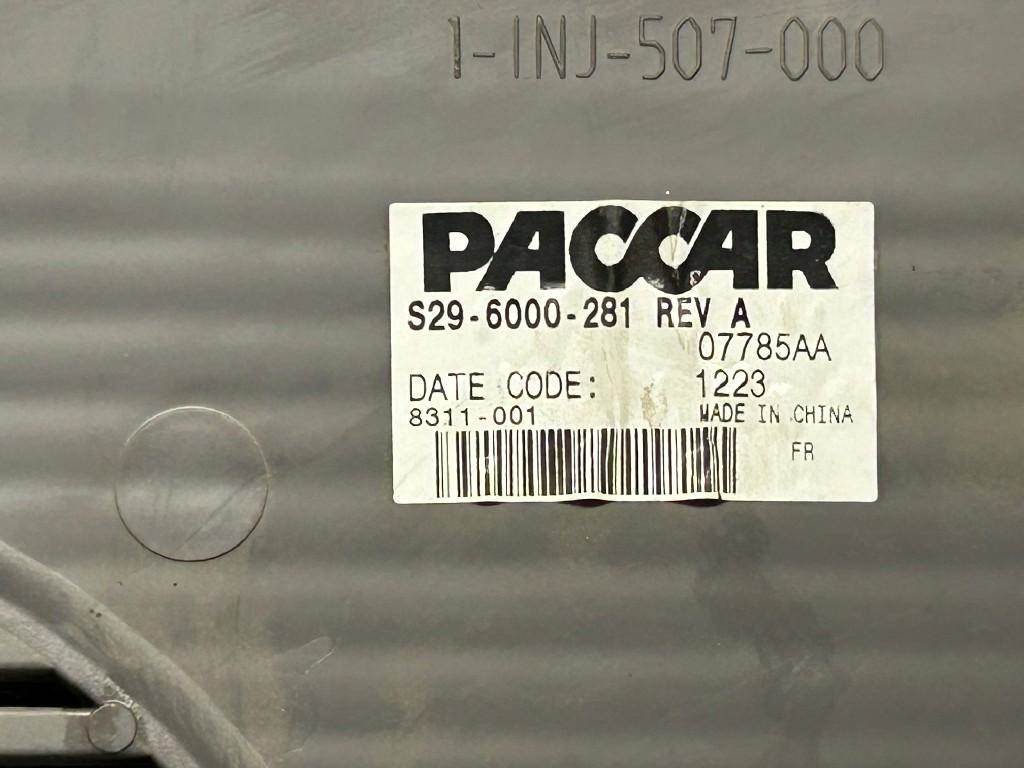 1-INJ-507-000
PACCAR
S29-6000-281 REV A
07785AA
DATE CODE: 1223
8311-001 MADE IN CHINA
FR